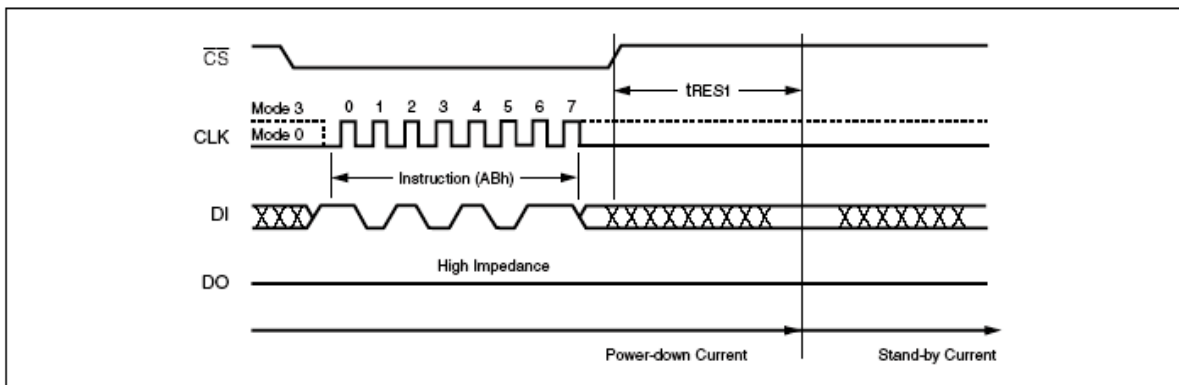 CS
tRES1
Mode 3 0 1 2 3 4 5 6 7
CLK Mode 0
Instruction (ABh)
DI
High Impedance
DO
Power-down Current Stand-by Current